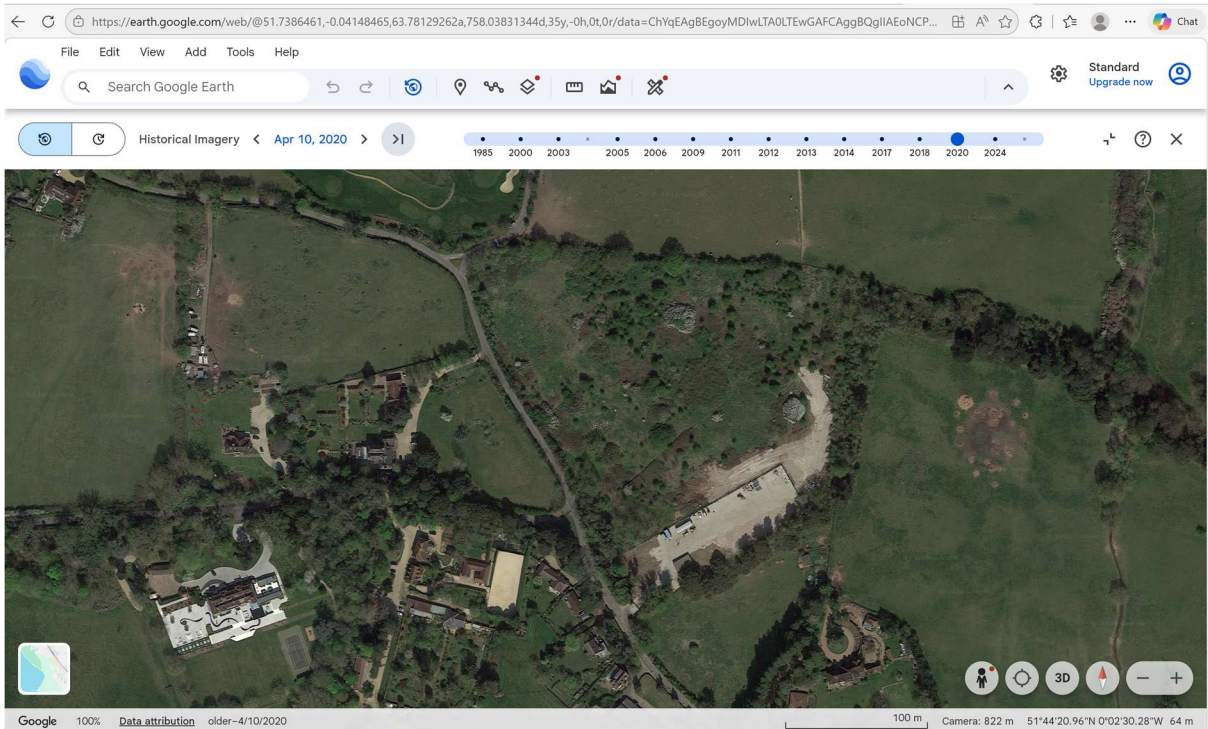 https://earth.google.com/web/@51.7386461,-0.04148465,63.78129262a,758.03831344d,35y,-0h,0t,0r/data=ChYqEAgBEgoyMDIwLTA0LTEwGAFCAggBQgIIAEoNCP...
Chat
File Edit View Add Tools Help
Search Google Earth
Standard
Upgrade now
Historical Imagery Apr 10, 2020
1985 2000 2003 2005 2006 2009 2011 2012 2013 2014 2017 2018 2020 2024
3D
Google 100% Data attribution older–4/10/2020 100 m Camera: 822 m 51°44'20.96"N 0°02'30.28"W 64 m